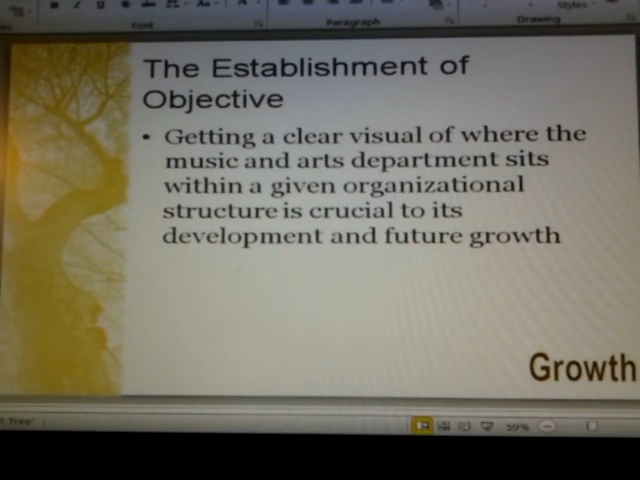 Font
Paragraph
Drawing
Styles
The Establishment of
Objective
• Getting a clear visual of where the
music and arts department sits
within a given organizational
structure is crucial to its
development and future growth
Growth
Tree"
59%